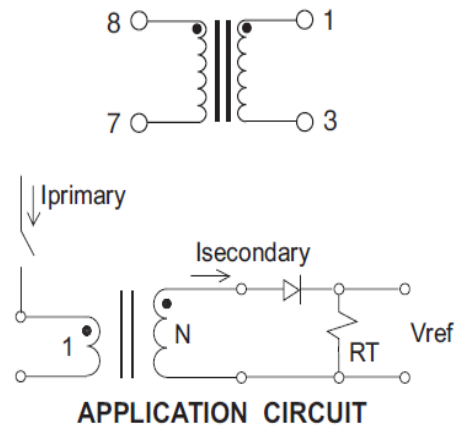 8 1
7 3
Iprimary
Isecondary
1 N RT Vref
APPLICATION CIRCUIT